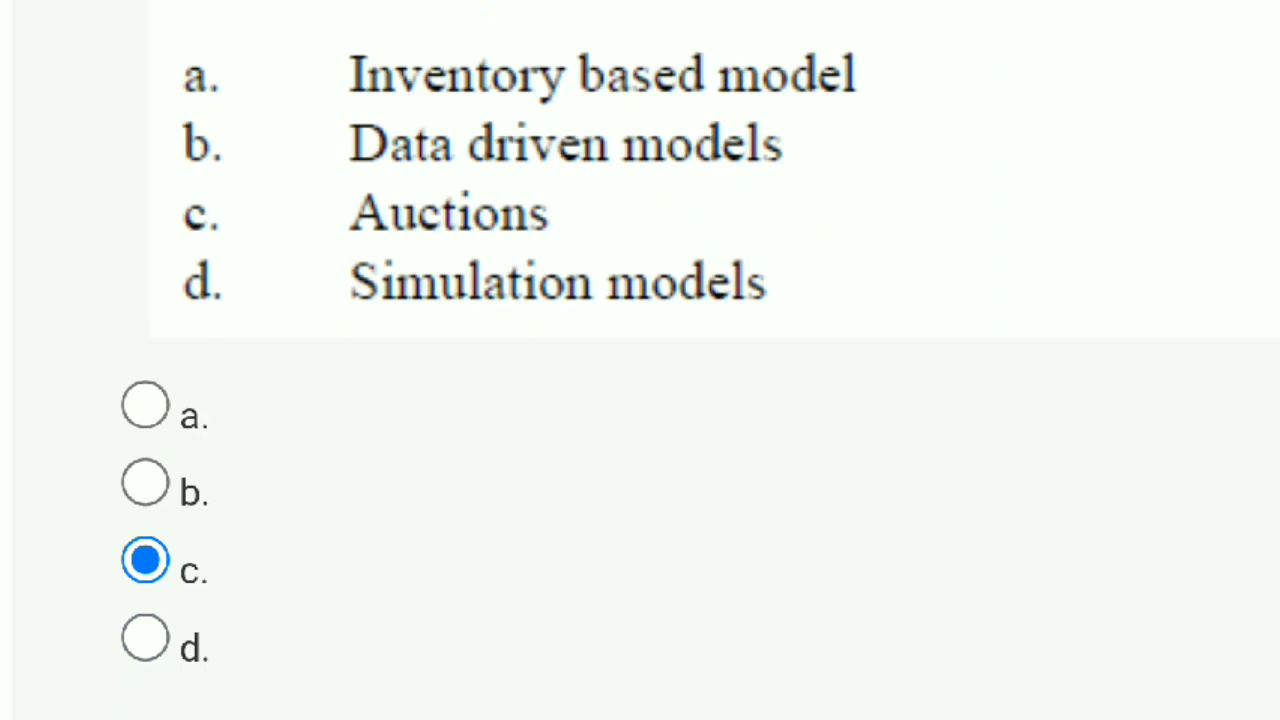 a. Inventory based model
b. Data driven models
c. Auctions
d. Simulation models
a.
b.
c.
d.